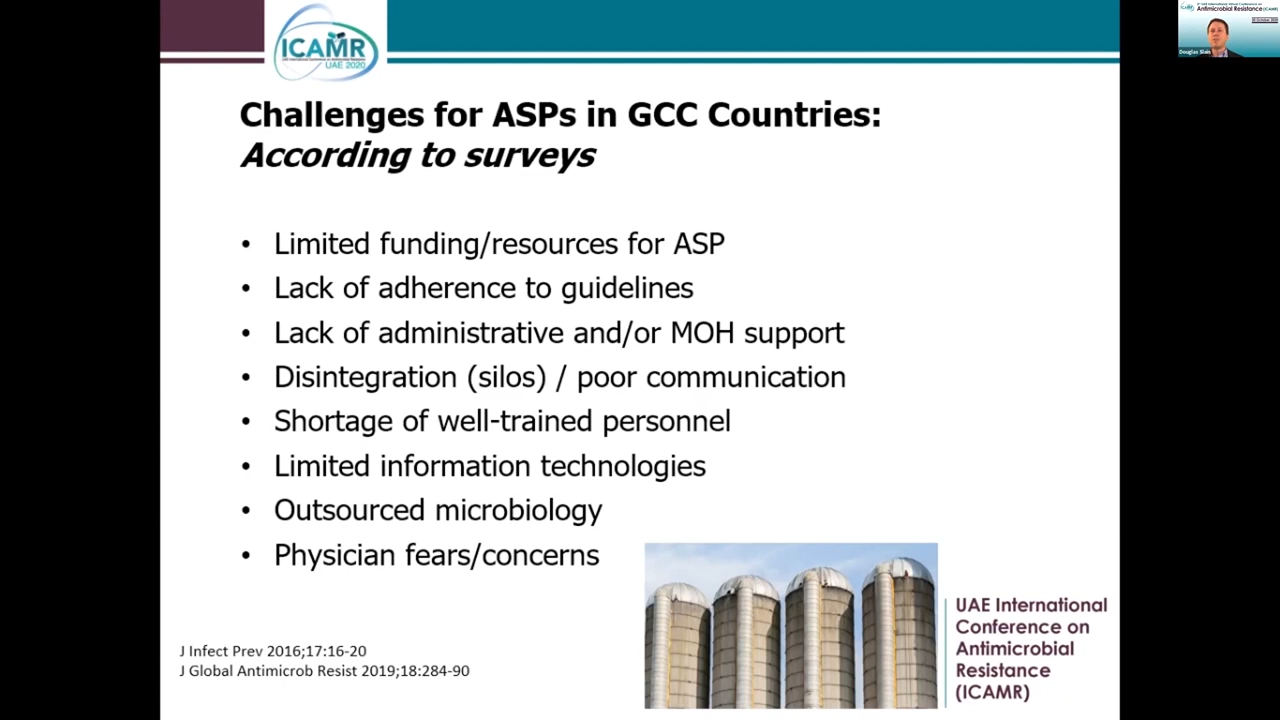 ICAMR
UAE 2020
Antimicrobial Resistance (ICAMR)
Challenges for ASPs in GCC Countries:
According to surveys
• Limited funding/resources for ASP
• Lack of adherence to guidelines
• Lack of administrative and/or MOH support
• Disintegration (silos) / poor communication
• Shortage of well-trained personnel
• Limited information technologies
• Outsourced microbiology
• Physician fears/concerns
J Infect Prev 2016;17:16-20
J Global Antimicrob Resist 2019;18:284-90
UAE International
Conference on
Antimicrobial
Resistance
(ICAMR)